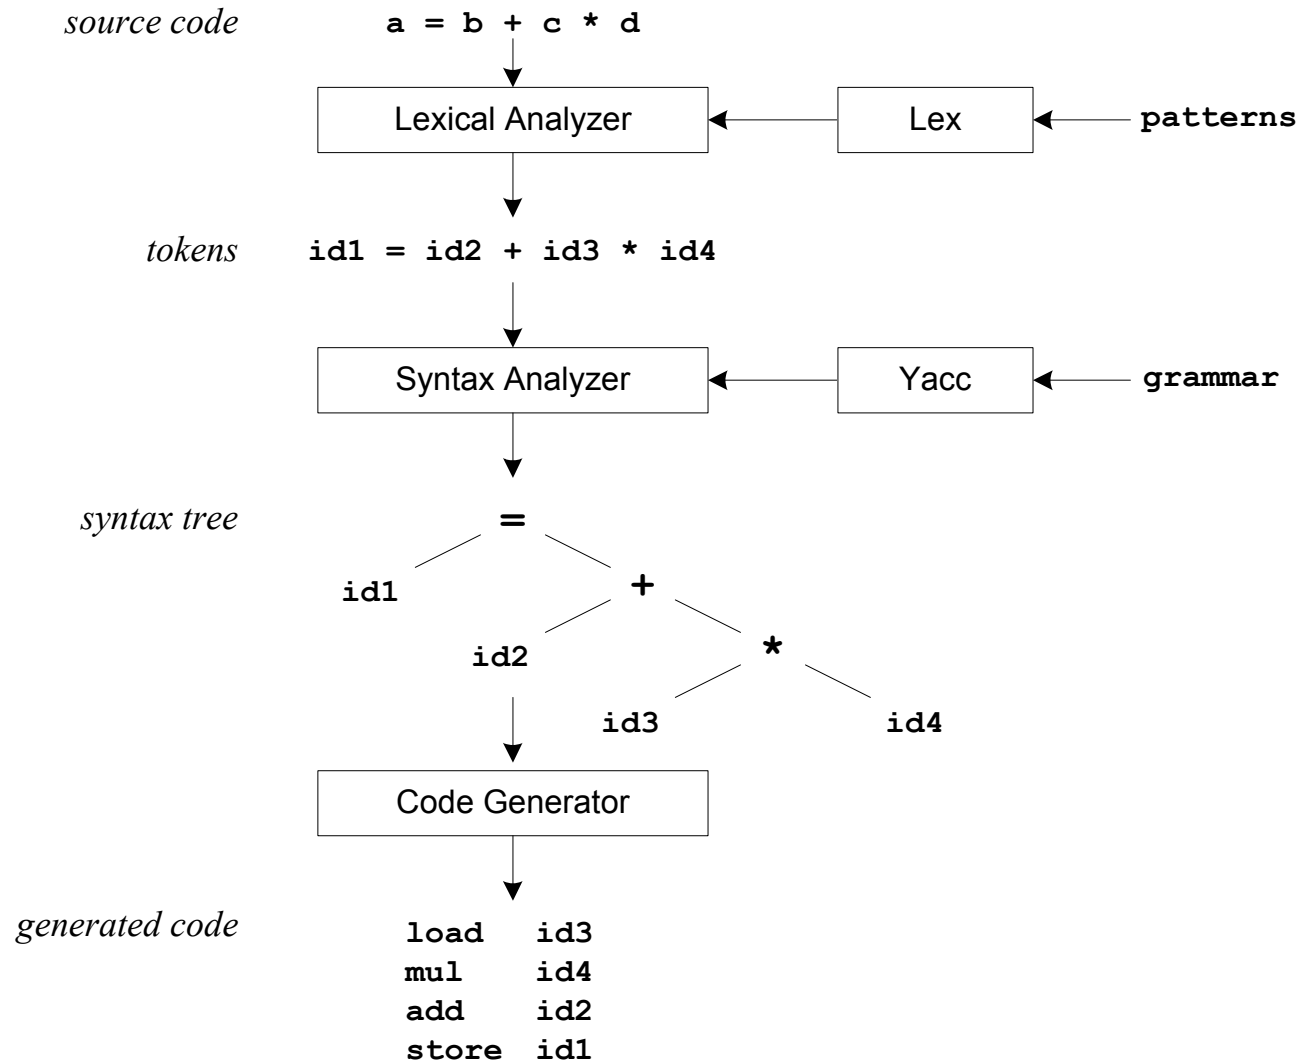 source code a = b + c * d
Lexical Analyzer Lex patterns
tokens id1 = id2 + id3 * id4
Syntax Analyzer Yacc grammar
syntax tree =
id1 +
id2 *
id3 id4
Code Generator
generated code load id3
mul id4
add id2
store id1